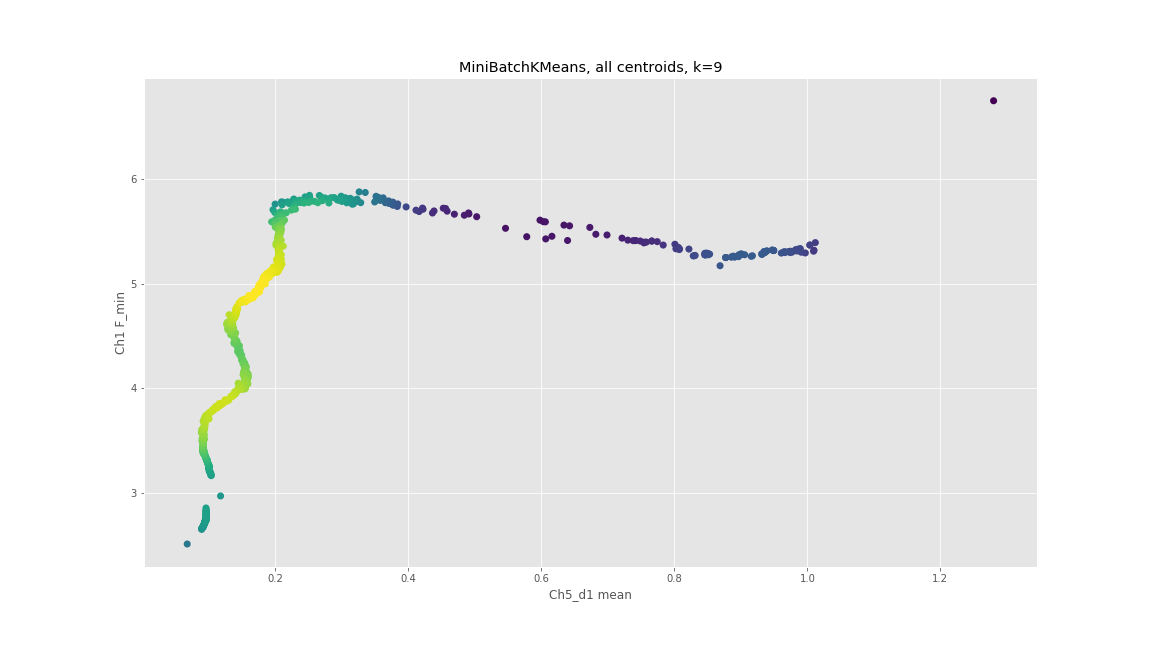 MiniBatchKMeans, all centroids, k=9
6
5
4
3
Ch1 F_min
0.2 0.4 0.6 0.8 1.0 1.2
Ch5_d1 mean